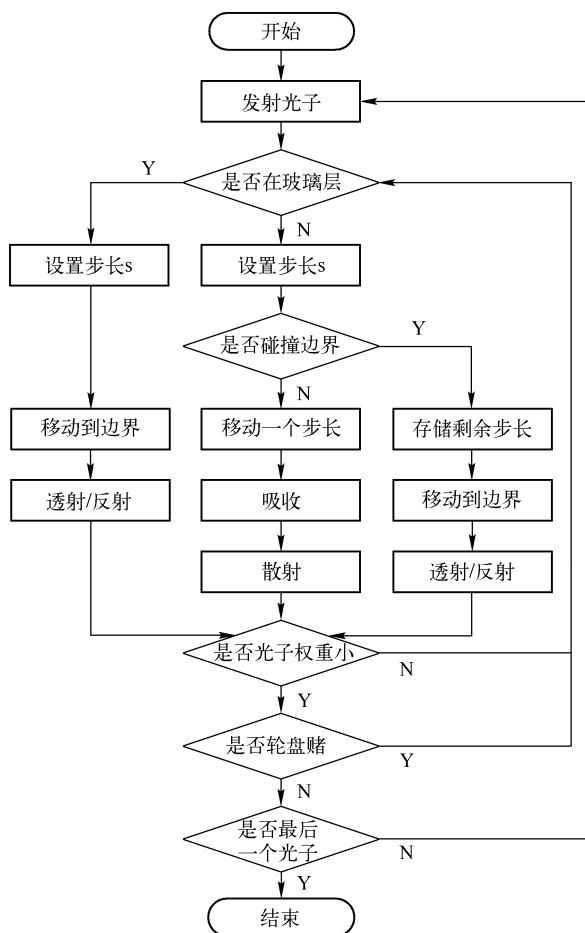 开始
发射光子
是否在玻璃层
Y
N
设置步长s
设置步长s
是否碰撞边界
Y
N
移动到边界
移动一个步长
存储剩余步长
透射/反射
吸收
移动到边界
散射
透射/反射
是否光子权重小
N
Y
是否轮盘赌
Y
N
是否最后
一个光子
N
Y
结束